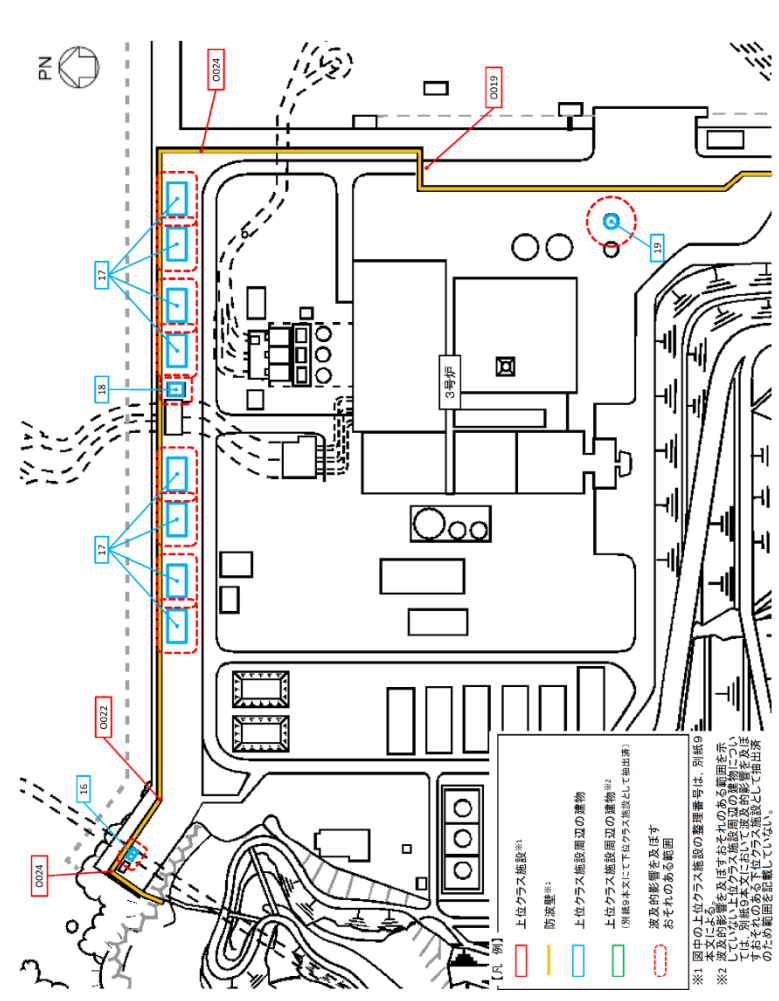 PN
O024
O019
17
18
3号炉
19
17
O022
16
O024
【凡 例】
上位クラス施設※1
防波壁※1
上位クラス施設周辺の建物
上位クラス施設周辺の建物※2
(別紙9本文にて下位クラス施設として抽出済)
波及的影響を及ぼす
おそれのある範囲
※1 図中の上位クラス施設の整理番号は、別紙9
本文による。
※2 波及的影響を及ぼすおそれのある範囲を示
していない上位クラス施設周辺の建物につい
ては、別紙9本文において、波及的影響を及ぼ
すおそれのある下位クラス施設として抽出済
のため範囲を記載していない。